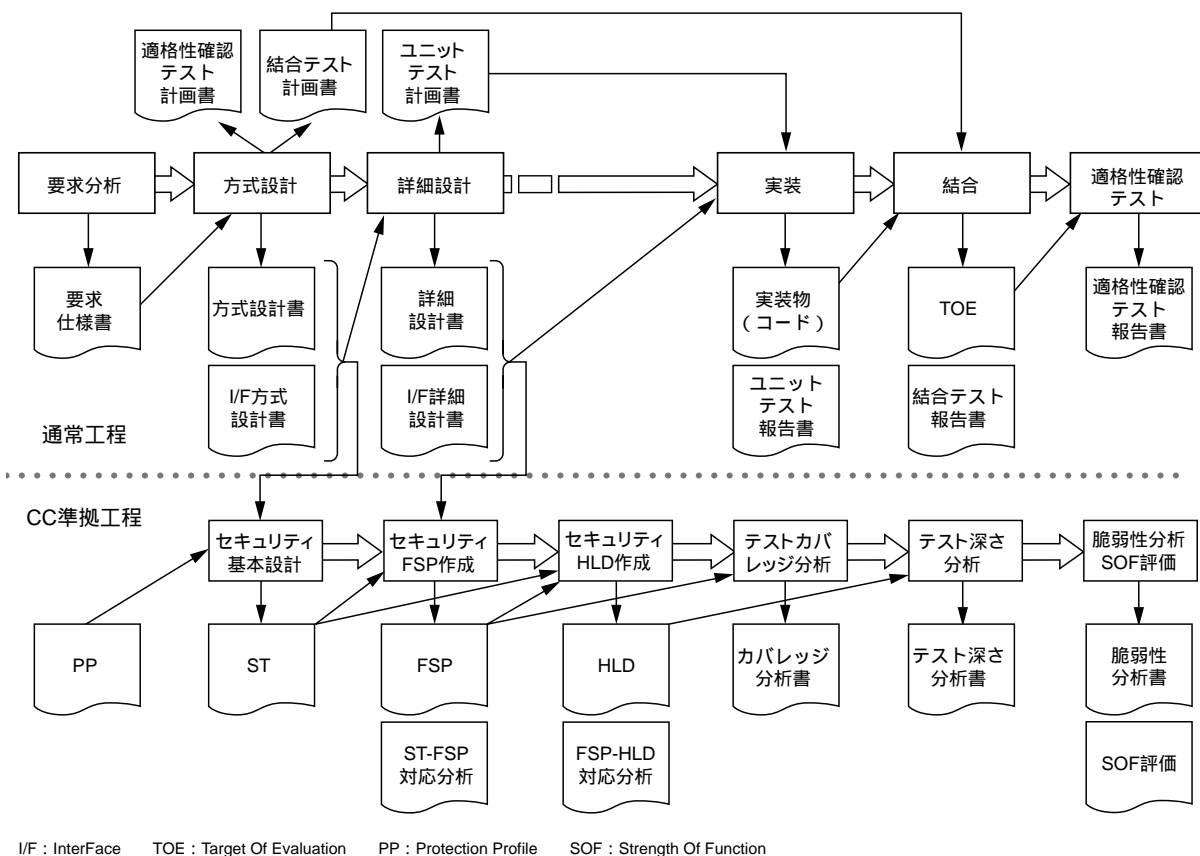 適格性確認
テスト
計画書
結合テスト
計画書
ユニット
テスト
計画書
要求分析
方式設計
詳細設計
実装
結合
適格性確認
テスト
要求
仕様書
方式設計書
詳細
設計書
実装物
(コード)
TOE
適格性確認
テスト
報告書
I/F方式
設計書
I/F詳細
設計書
ユニット
テスト
報告書
結合テスト
報告書
通常工程
CC準拠工程
セキュリティ
基本設計
セキュリティ
FSP作成
セキュリティ
HLD作成
テストカバ
レッジ分析
テスト深さ
分析
脆弱性分析
SOF評価
PP
ST
FSP
HLD
カバレッジ
分析書
テスト深さ
分析書
脆弱性
分析書
ST-FSP
対応分析
FSP-HLD
対応分析
SOF評価
I/F:InterFace TOE:Target Of Evaluation PP:Protection Profile SOF:Strength Of Function